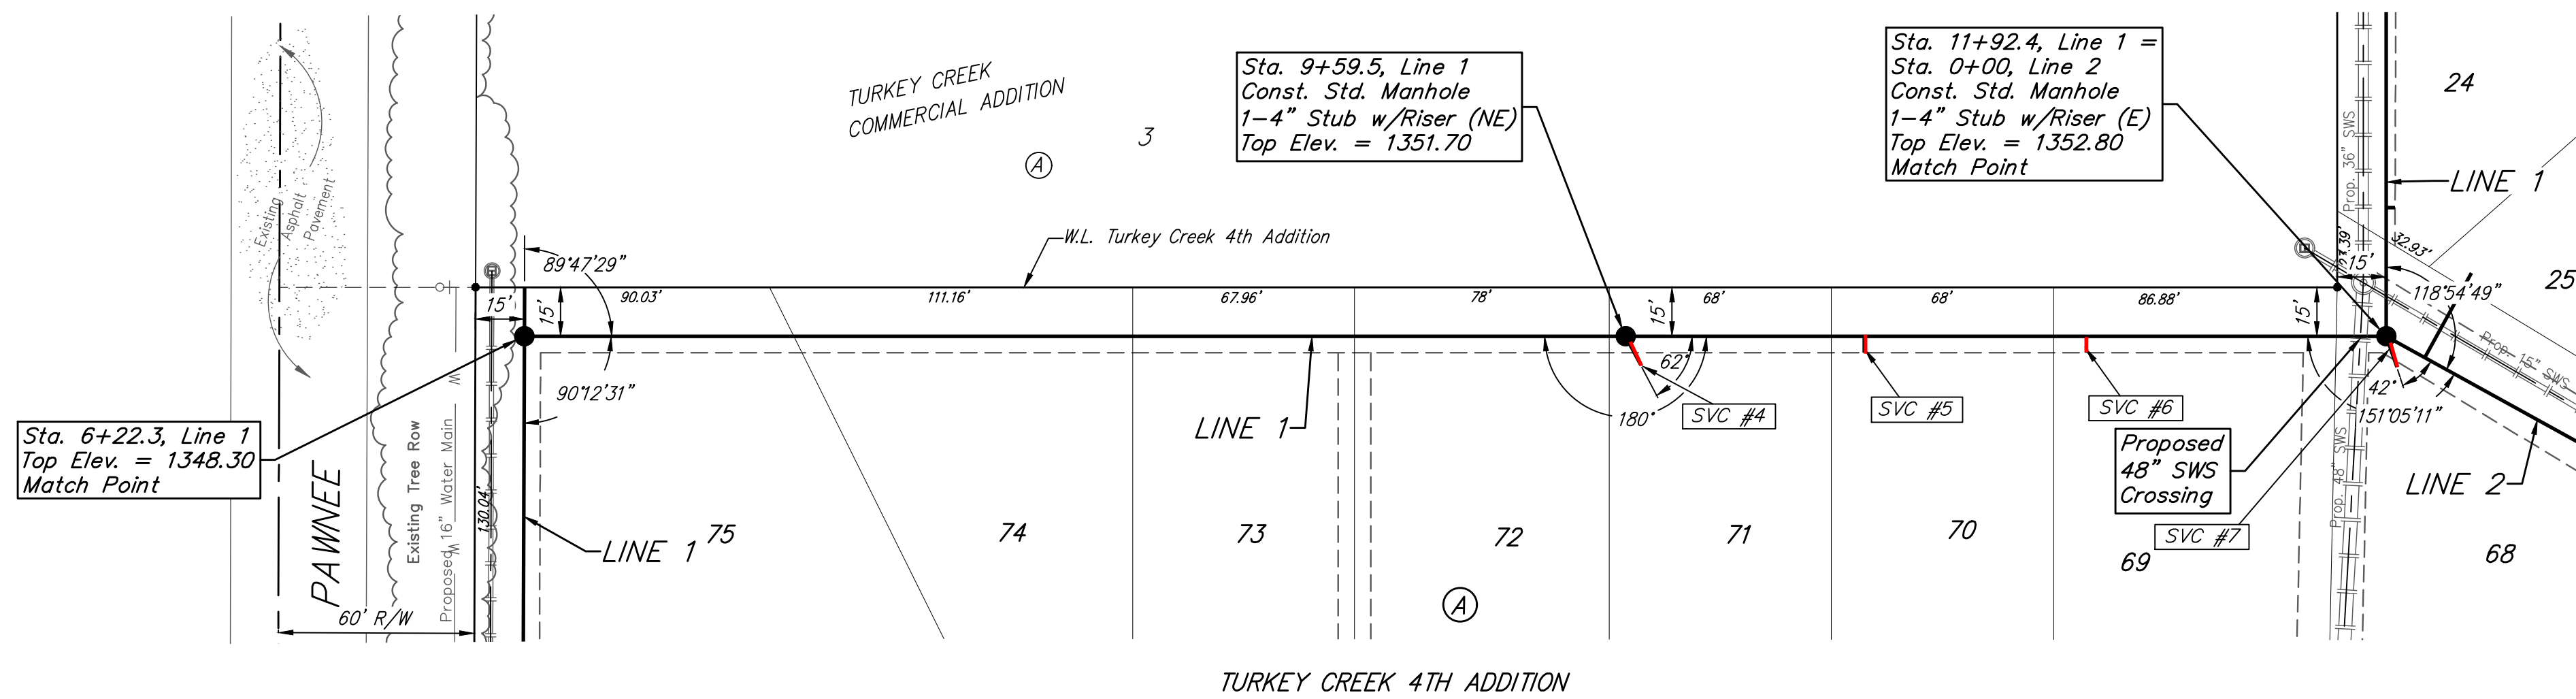 TURKEY CREEK
COMMERCIAL ADDITION
3
A
Sta. 9+59.5, Line 1
Const. Std. Manhole
1-4" Stub w/Riser (NE)
Top Elev. = 1351.70
Sta. 11+92.4, Line 1 =
Sta. 0+00, Line 2
Const. Std. Manhole
1-4" Stub w/Riser (E)
Top Elev. = 1352.80
Match Point
24
LINE 1
Prop. 36" SWS
Existing
Asphalt
Pavement
W.L. Turkey Creek 4th Addition
89°47'29"
32.93'
15'
25
118°54'49"
15'
15'
90.03'
111.16'
67.96'
78'
15'
68'
68'
86.88'
15'
Prop. 15" SWS
90°12'31"
62°
42°
180°
151°05'11"
LINE 1
SVC #4
SVC #5
SVC #6
Sta. 6+22.3, Line 1
Top Elev. = 1348.30
Match Point
Proposed
48" SWS
Crossing
LINE 2
PAWNEE
Existing Tree Row
Proposed 16" Water Main
W
W
130.04'
LINE 1
75
74
73
72
71
70
69
68
SVC #7
Prop. 48" SWS
A
60' R/W
TURKEY CREEK 4TH ADDITION